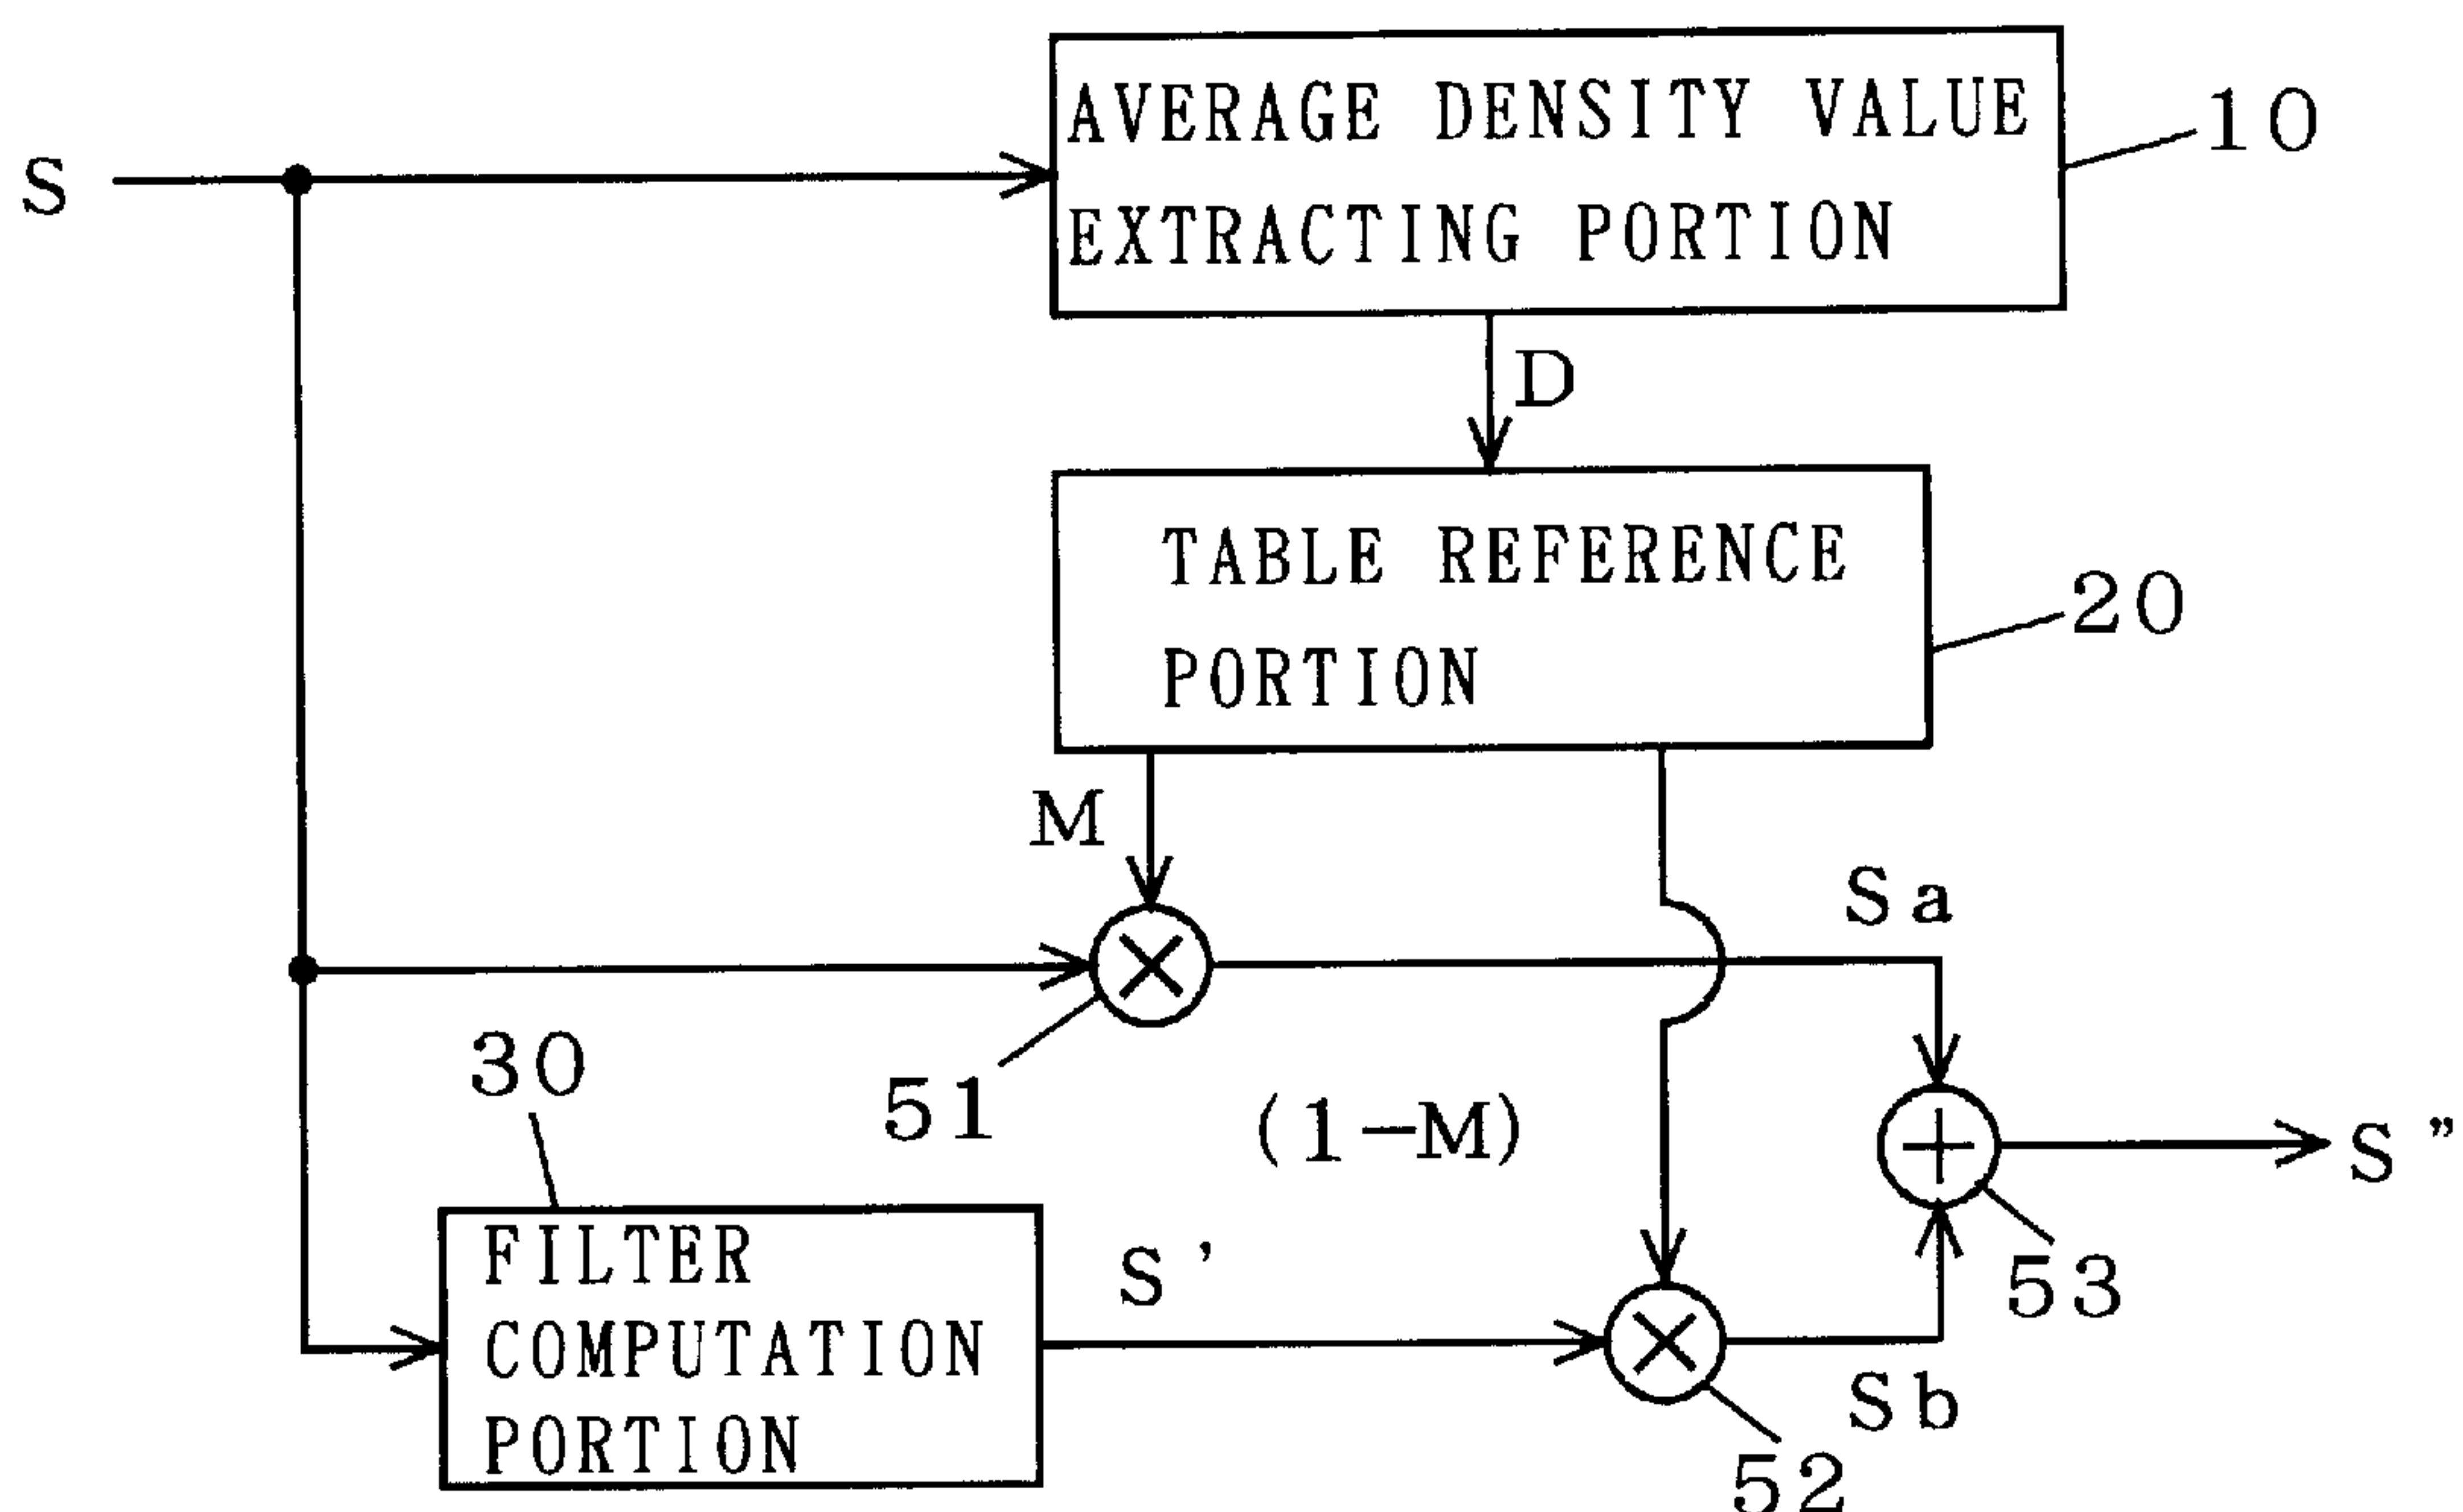 AVERAGE DENSITY VALUE
EXTRACTING PORTION
10
S
D
TABLE REFERENCE
PORTION
20
M
Sa
30
51
(1-M)
S"
FILTER
COMPUTATION
PORTION
S'
53
Sb
52